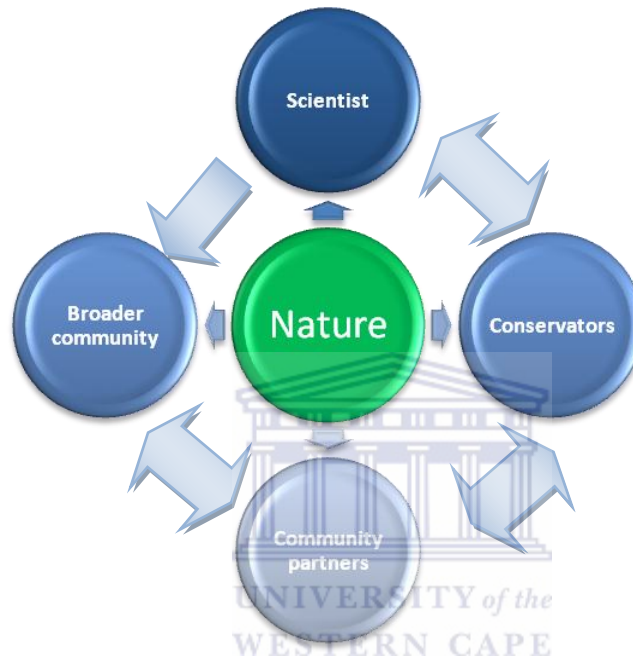 Scientist
Broader
community
Nature
Conservators
Community
partners
UNIVERSITY of the
WESTERN CAPE